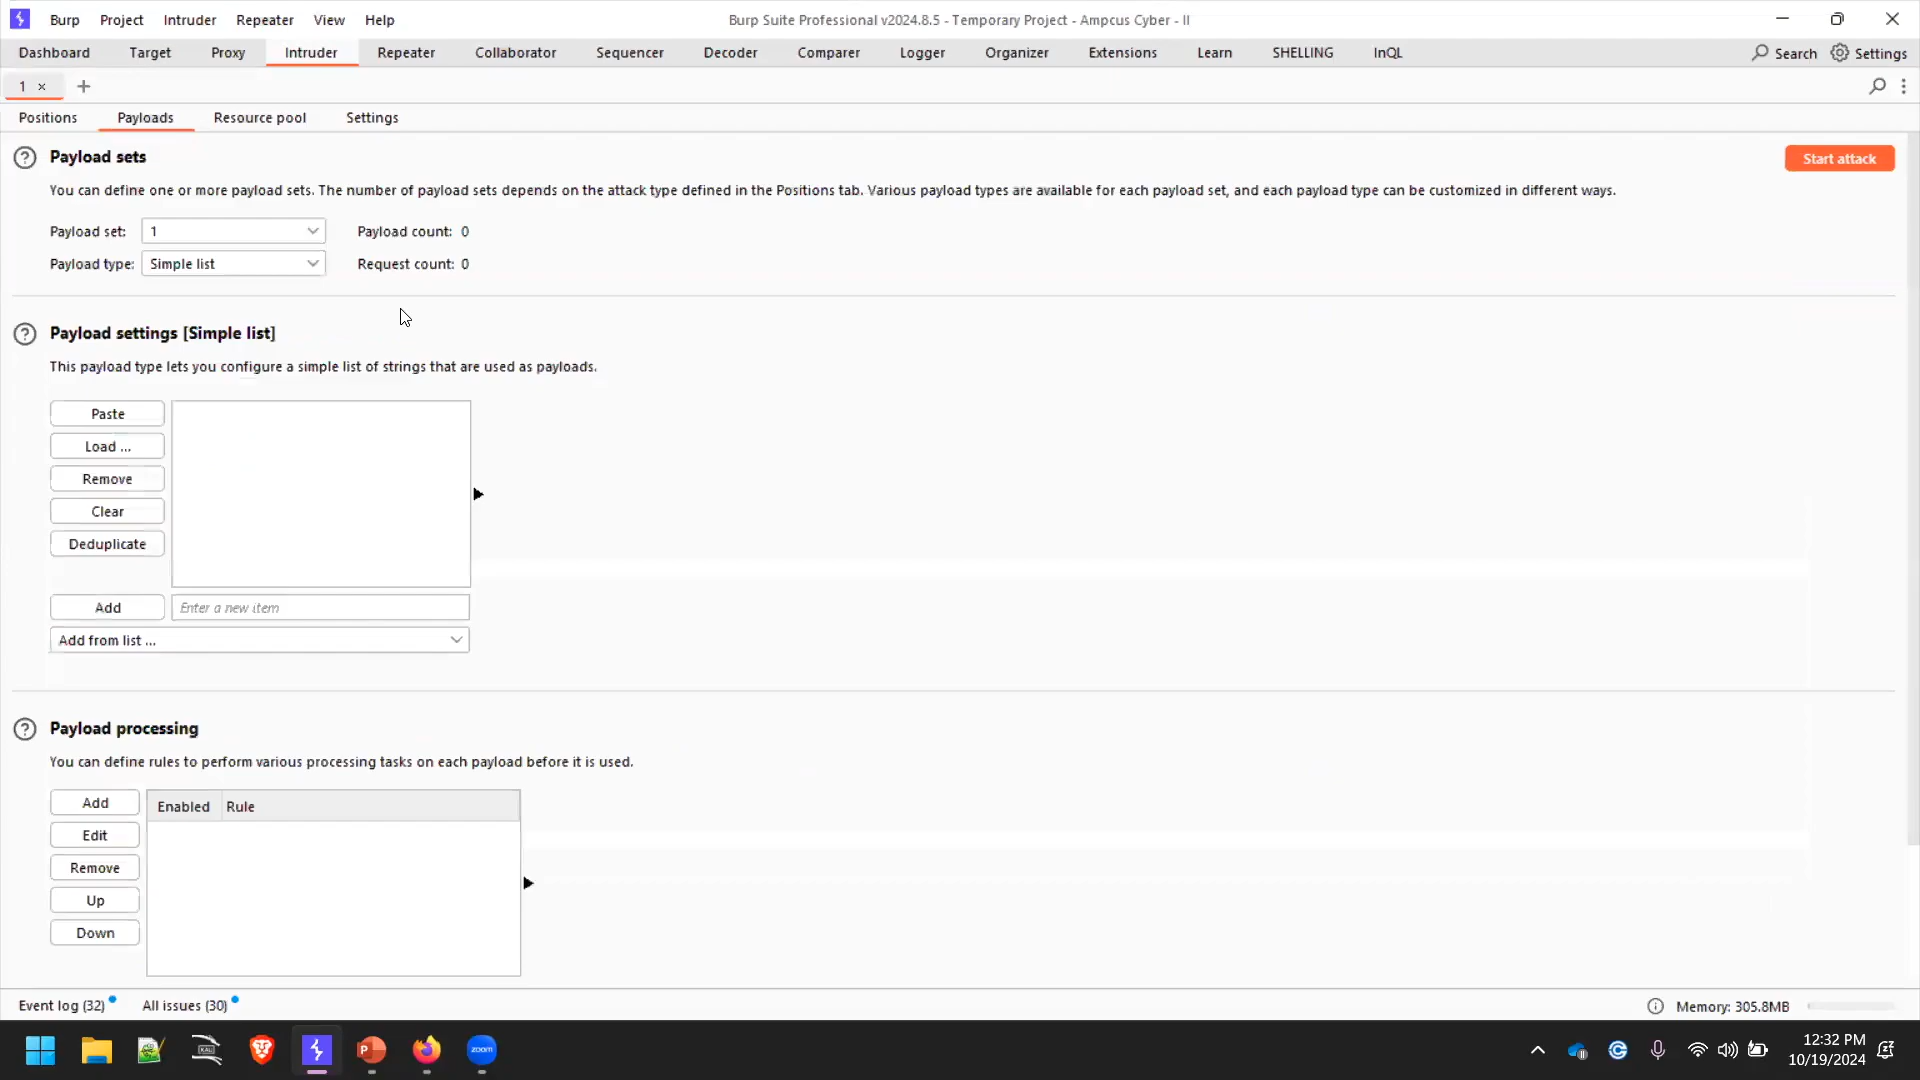 Burp Project Intruder Repeater View Help
Burp Suite Professional v2024.8.5 - Temporary Project - Ampcus Cyber - II
Dashboard Target Proxy Intruder Repeater Collaborator Sequencer Decoder Comparer Logger Organizer Extensions Learn SHELLING InQL
Search Settings
1 × +
Positions Payloads Resource pool Settings
? Payload sets
Start attack
You can define one or more payload sets. The number of payload sets depends on the attack type defined in the Positions tab. Various payload types are available for each payload set, and each payload type can be customized in different ways.
Payload set: 1 Payload count: 0
Payload type: Simple list Request count: 0
? Payload settings [Simple list]
This payload type lets you configure a simple list of strings that are used as payloads.
Paste
Load ...
Remove
Clear
Deduplicate
Add Enter a new item
Add from list ...
? Payload processing
You can define rules to perform various processing tasks on each payload before it is used.
Add Enabled Rule
Edit
Remove
Up
Down
Event log (32) All issues (30) Memory: 305.8MB
KALI
zoom
12:32 PM
10/19/2024